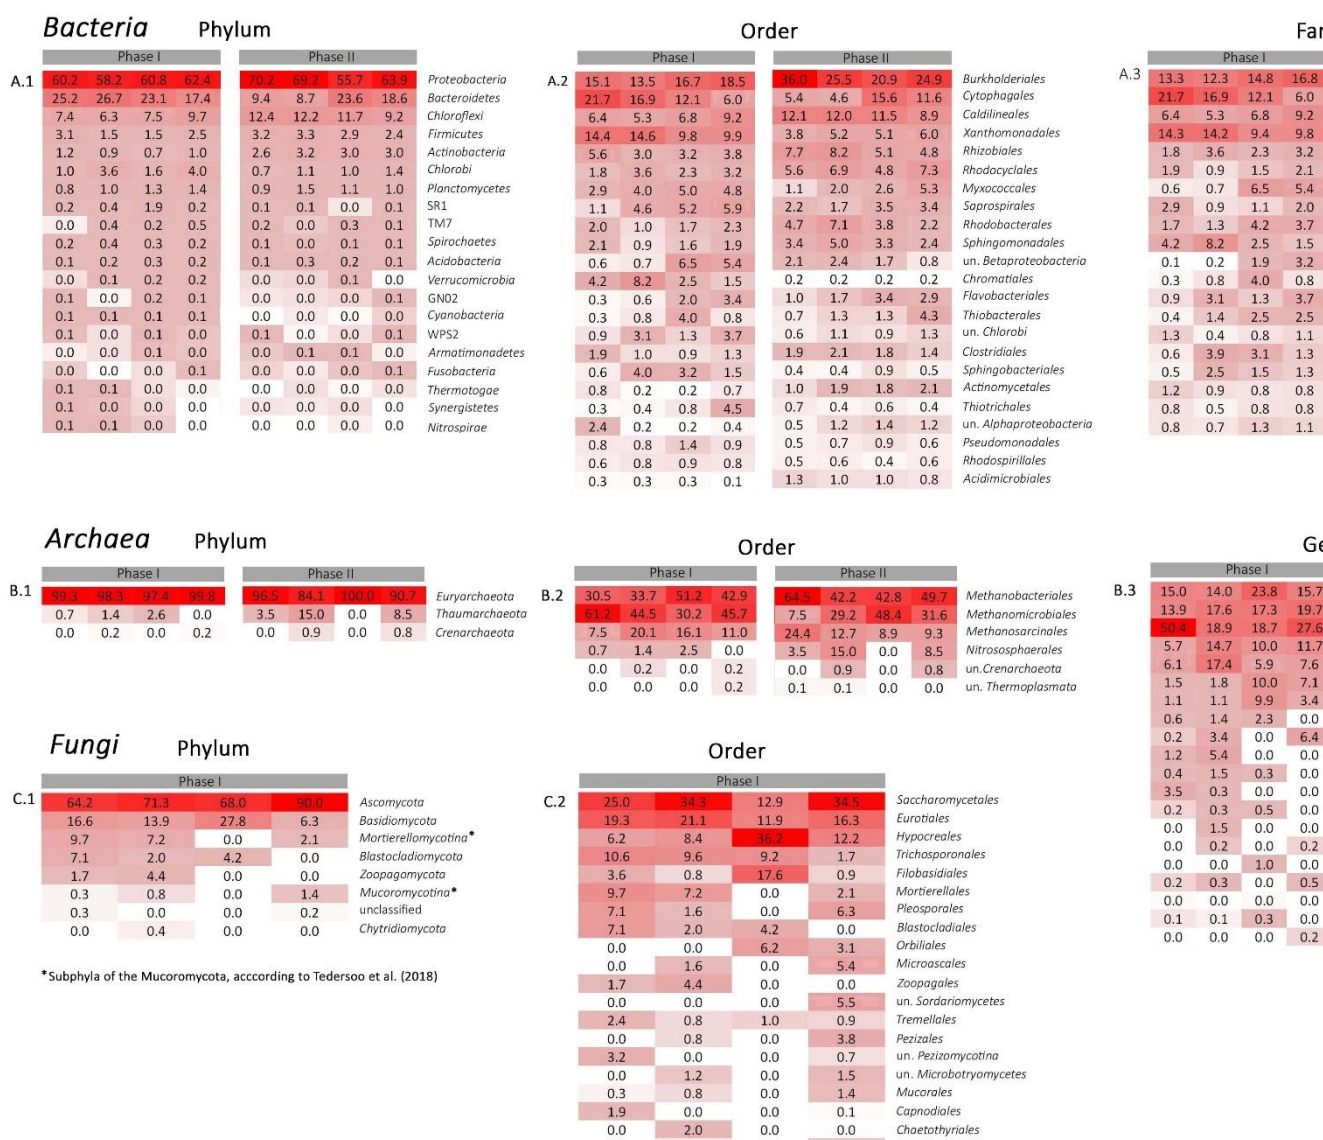 Bacteria Phylum
Phase I Phase II
A.1 60.2 58.2 60.8 62.4 70.2 69.2 55.7 63.9 Proteobacteria
25.2 26.7 23.1 17.4 9.4 8.7 23.6 18.6 Bacteroidetes
7.4 6.3 7.5 9.7 12.4 12.2 11.7 9.2 Chloroflexi
3.1 1.5 1.5 2.5 3.2 3.3 2.9 2.4 Firmicutes
1.2 0.9 0.7 1.0 2.6 3.2 3.0 3.0 Actinobacteria
1.0 3.6 1.6 4.0 0.7 1.1 1.0 1.4 Chlorobi
0.8 1.0 1.3 1.4 0.9 1.5 1.1 1.0 Planctomycetes
0.2 0.4 1.9 0.2 0.1 0.1 0.0 0.1 SR1
0.0 0.4 0.2 0.5 0.2 0.0 0.3 0.1 TM7
0.2 0.4 0.3 0.2 0.1 0.0 0.1 0.1 Spirochaetes
0.1 0.2 0.3 0.2 0.1 0.3 0.2 0.1 Acidobacteria
0.0 0.1 0.2 0.2 0.0 0.0 0.1 0.0 Verrucomicrobia
0.1 0.0 0.2 0.1 0.0 0.0 0.0 0.1 GN02
0.1 0.1 0.1 0.1 0.0 0.0 0.0 0.0 Cyanobacteria
0.1 0.0 0.1 0.0 0.1 0.0 0.0 0.1 WPS2
0.0 0.0 0.1 0.0 0.0 0.1 0.1 0.0 Armatimonadetes
0.0 0.0 0.0 0.1 0.0 0.0 0.0 0.1 Fusobacteria
0.1 0.1 0.0 0.0 0.0 0.0 0.0 0.0 Thermotogae
0.1 0.0 0.0 0.0 0.0 0.0 0.0 0.0 Synergistetes
0.1 0.1 0.0 0.0 0.0 0.0 0.0 0.0 Nitrospirae
Order
Phase I Phase II
A.2 15.1 13.5 16.7 18.5 36.0 25.5 20.9 24.9 Burkholderiales
21.7 16.9 12.1 6.0 5.4 4.6 15.6 11.6 Cytophagales
6.4 5.3 6.8 9.2 12.1 12.0 11.5 8.9 Caldilineales
14.4 14.6 9.8 9.9 3.8 5.2 5.1 6.0 Xanthomonadales
5.6 3.0 3.2 3.8 7.7 8.2 5.1 4.8 Rhizobiales
1.8 3.6 2.3 3.2 5.6 6.9 4.8 7.3 Rhodocyclales
2.9 4.0 5.0 4.8 1.1 2.0 2.6 5.3 Myxococcales
1.1 4.6 5.2 5.9 2.2 1.7 3.5 3.4 Saprospirales
2.0 1.0 1.7 2.3 4.7 7.1 3.8 2.2 Rhodobacterales
2.1 0.9 1.6 1.9 3.4 5.0 3.3 2.4 Sphingomonadales
0.6 0.7 6.5 5.4 2.1 2.4 1.7 0.8 un. Betaproteobacteria
4.2 8.2 2.5 1.5 0.2 0.2 0.2 0.2 Chromatiales
0.3 0.6 2.0 3.4 1.0 1.7 3.4 2.9 Flavobacteriales
0.3 0.8 4.0 0.8 0.7 1.3 1.3 4.3 Thiobacterales
0.9 3.1 1.3 3.7 0.6 1.1 0.9 1.3 un. Chlorobi
1.9 1.0 0.9 1.3 1.9 2.1 1.8 1.4 Clostridiales
0.6 4.0 3.2 1.5 0.4 0.4 0.9 0.5 Sphingobacteriales
0.8 0.2 0.2 0.7 1.0 1.9 1.8 2.1 Actinomycetales
0.3 0.4 0.8 4.5 0.7 0.4 0.6 0.4 Thiotrichales
2.4 0.2 0.2 0.4 0.5 1.2 1.4 1.2 un. Alphaproteobacteria
0.8 0.8 1.4 0.9 0.5 0.7 0.9 0.6 Pseudomonadales
0.6 0.8 0.9 0.8 0.5 0.6 0.4 0.6 Rhodospirillales
0.3 0.3 0.3 0.1 1.3 1.0 1.0 0.8 Acidimicrobiales
Fa
Phase I
A.3 13.3 12.3 14.8 16.8
21.7 16.9 12.1 6.0
6.4 5.3 6.8 9.2
14.3 14.2 9.4 9.8
1.8 3.6 2.3 3.2
1.9 0.9 1.5 2.1
0.6 0.7 6.5 5.4
2.9 0.9 1.1 2.0
1.7 1.3 4.2 3.7
4.2 8.2 2.5 1.5
0.1 0.2 1.9 3.2
0.3 0.8 4.0 0.8
0.9 3.1 1.3 3.7
0.4 1.4 2.5 2.5
1.3 0.4 0.8 1.1
0.6 3.9 3.1 1.3
0.5 2.5 1.5 1.3
1.2 0.9 0.8 0.8
0.8 0.5 0.8 0.8
0.8 0.7 1.3 1.1
Archaea Phylum
Phase I Phase II
B.1 99.3 98.3 97.4 99.8 96.5 84.1 100.0 90.7 Euryarchaeota
0.7 1.4 2.6 0.0 3.5 15.0 0.0 8.5 Thaumarchaeota
0.0 0.2 0.0 0.2 0.0 0.9 0.0 0.8 Crenarchaeota
Order
Phase I Phase II
B.2 30.5 33.7 51.2 42.9 64.5 42.2 42.8 49.7 Methanobacteriales
61.2 44.5 30.2 45.7 7.5 29.2 48.4 31.6 Methanomicrobiales
7.5 20.1 16.1 11.0 24.4 12.7 8.9 9.3 Methanosarcinales
0.7 1.4 2.5 0.0 3.5 15.0 0.0 8.5 Nitrososphaerales
0.0 0.2 0.0 0.2 0.0 0.9 0.0 0.8 un.Crenarchaeota
0.0 0.0 0.0 0.2 0.1 0.1 0.0 0.0 un. Thermoplasmata
Ge
Phase I
B.3 15.0 14.0 23.8 15.7
13.9 17.6 17.3 19.7
50.4 18.9 18.7 27.6
5.7 14.7 10.0 11.7
6.1 17.4 5.9 7.6
1.5 1.8 10.0 7.1
1.1 1.1 9.9 3.4
0.6 1.4 2.3 0.0
0.2 3.4 0.0 6.4
1.2 5.4 0.0 0.0
0.4 1.5 0.3 0.0
3.5 0.3 0.0 0.0
0.2 0.3 0.5 0.0
0.0 1.5 0.0 0.0
0.0 0.2 0.0 0.2
0.0 0.0 1.0 0.0
0.2 0.3 0.0 0.5
0.0 0.0 0.0 0.0
0.1 0.1 0.3 0.0
0.0 0.0 0.0 0.2
Fungi Phylum
Phase I
C.1 64.2 71.3 68.0 90.0 Ascomycota
16.6 13.9 27.8 6.3 Basidiomycota
9.7 7.2 0.0 2.1 Mortierellomycotina*
7.1 2.0 4.2 0.0 Blastocladiomycota
1.7 4.4 0.0 0.0 Zoopagomycota
0.3 0.8 0.0 1.4 Mucoromycotina*
0.3 0.0 0.0 0.2 unclassified
0.0 0.4 0.0 0.0 Chytridiomycota
*Subphyla of the Mucoromycota, acccording to Tedersoo et al. (2018)
Order
Phase I
C.2 25.0 34.3 12.9 34.5 Saccharomycetales
19.3 21.1 11.9 16.3 Eurotiales
6.2 8.4 36.2 12.2 Hypocreales
10.6 9.6 9.2 1.7 Trichosporonales
3.6 0.8 17.6 0.9 Filobasidiales
9.7 7.2 0.0 2.1 Mortierellales
7.1 1.6 0.0 6.3 Pleosporales
7.1 2.0 4.2 0.0 Blastocladiales
0.0 0.0 6.2 3.1 Orbiliales
0.0 1.6 0.0 5.4 Microascales
1.7 4.4 0.0 0.0 Zoopagales
0.0 0.0 0.0 5.5 un. Sordariomycetes
2.4 0.8 1.0 0.9 Tremellales
0.0 0.8 0.0 3.8 Pezizales
3.2 0.0 0.0 0.7 un. Pezizomycotina
0.0 1.2 0.0 1.5 un. Microbotryomycetes
0.3 0.8 0.0 1.4 Mucorales
1.9 0.0 0.0 0.1 Capnodiales
0.0 2.0 0.0 0.0 Chaetothyriales